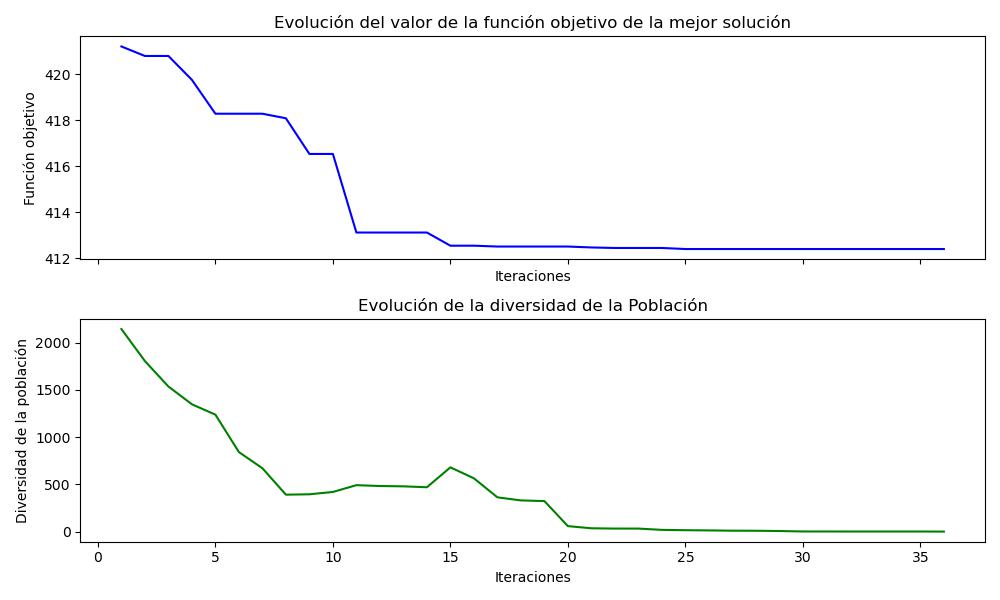 Evolución del valor de la función objetivo de la mejor solución
Función objetivo
420
418
416
414
412
Iteraciones
Evolución de la diversidad de la Población
Diversidad de la población
2000
1500
1000
500
0
0 5 10 15 20 25 30 35
Iteraciones